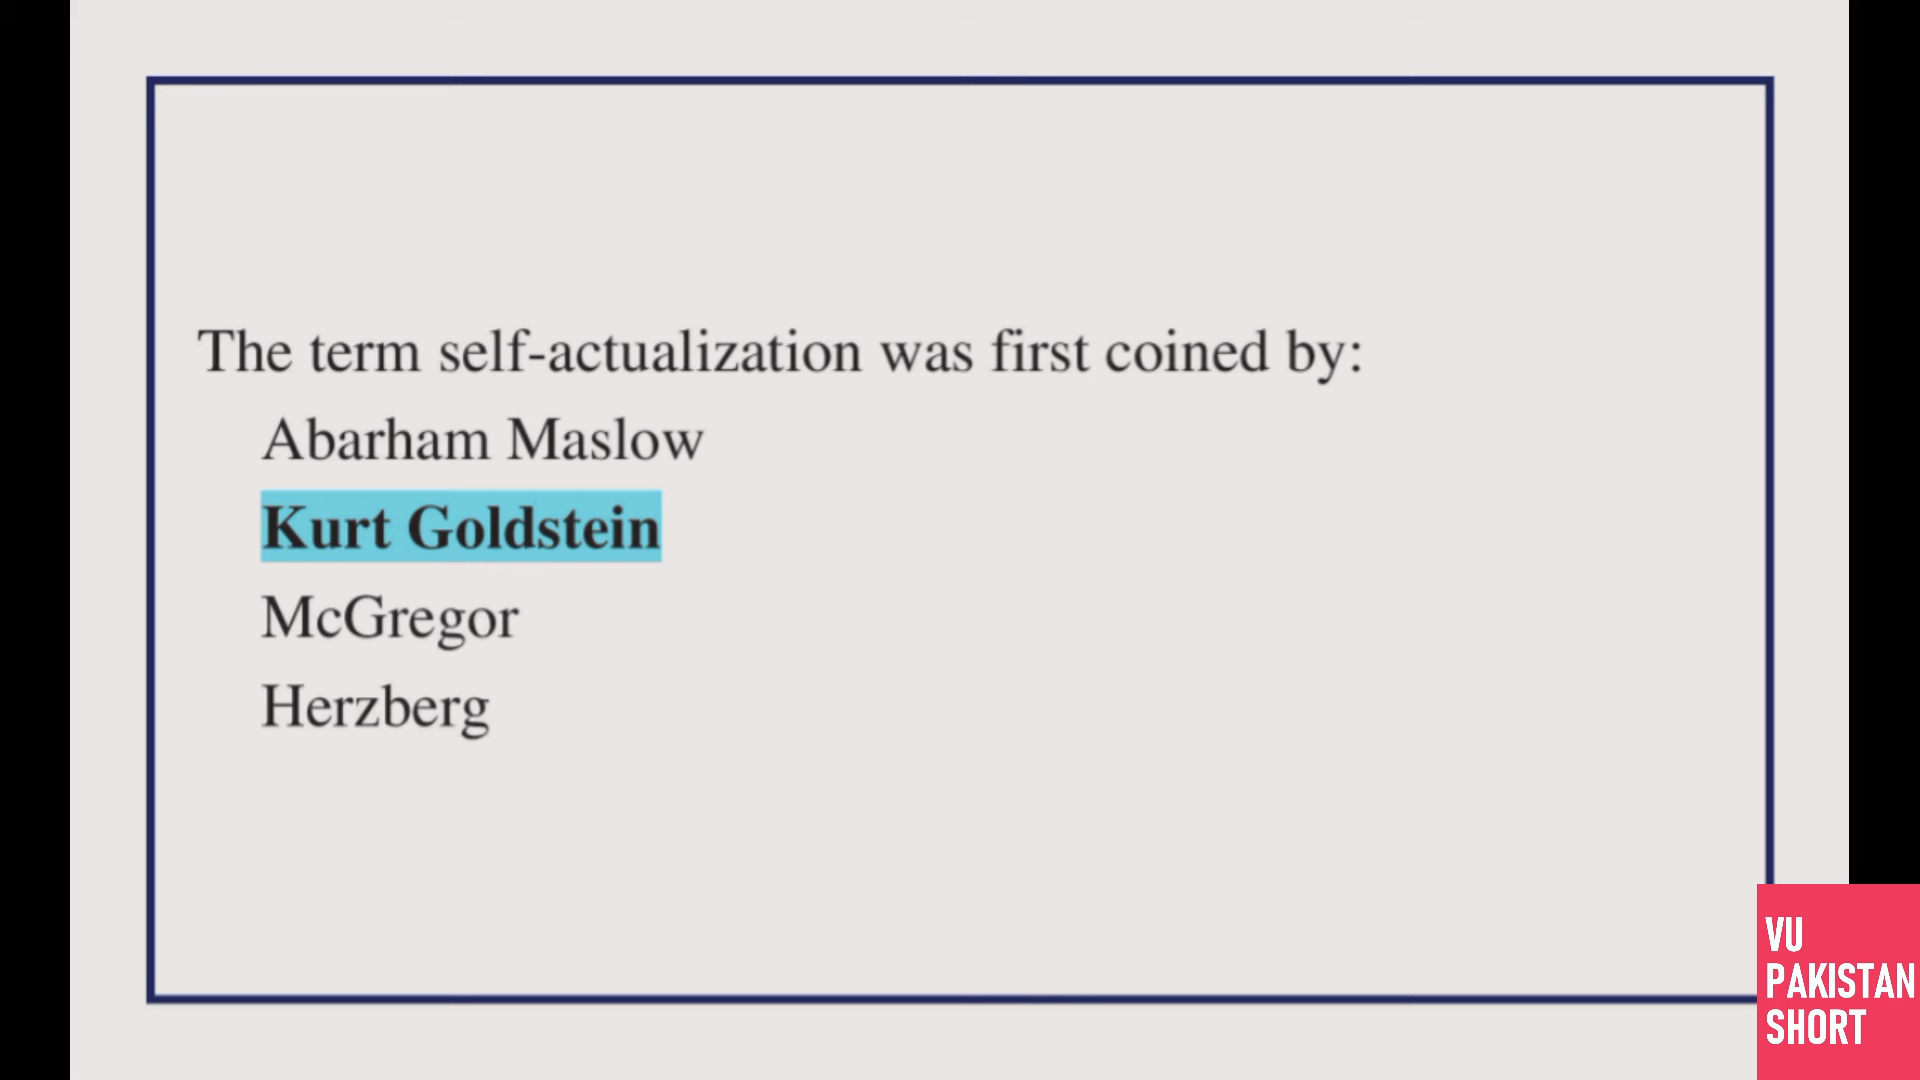 The term self-actualization was first coined by:
Abarham Maslow
Kurt Goldstein
McGregor
Herzberg
VU
PAKISTAN
SHORT